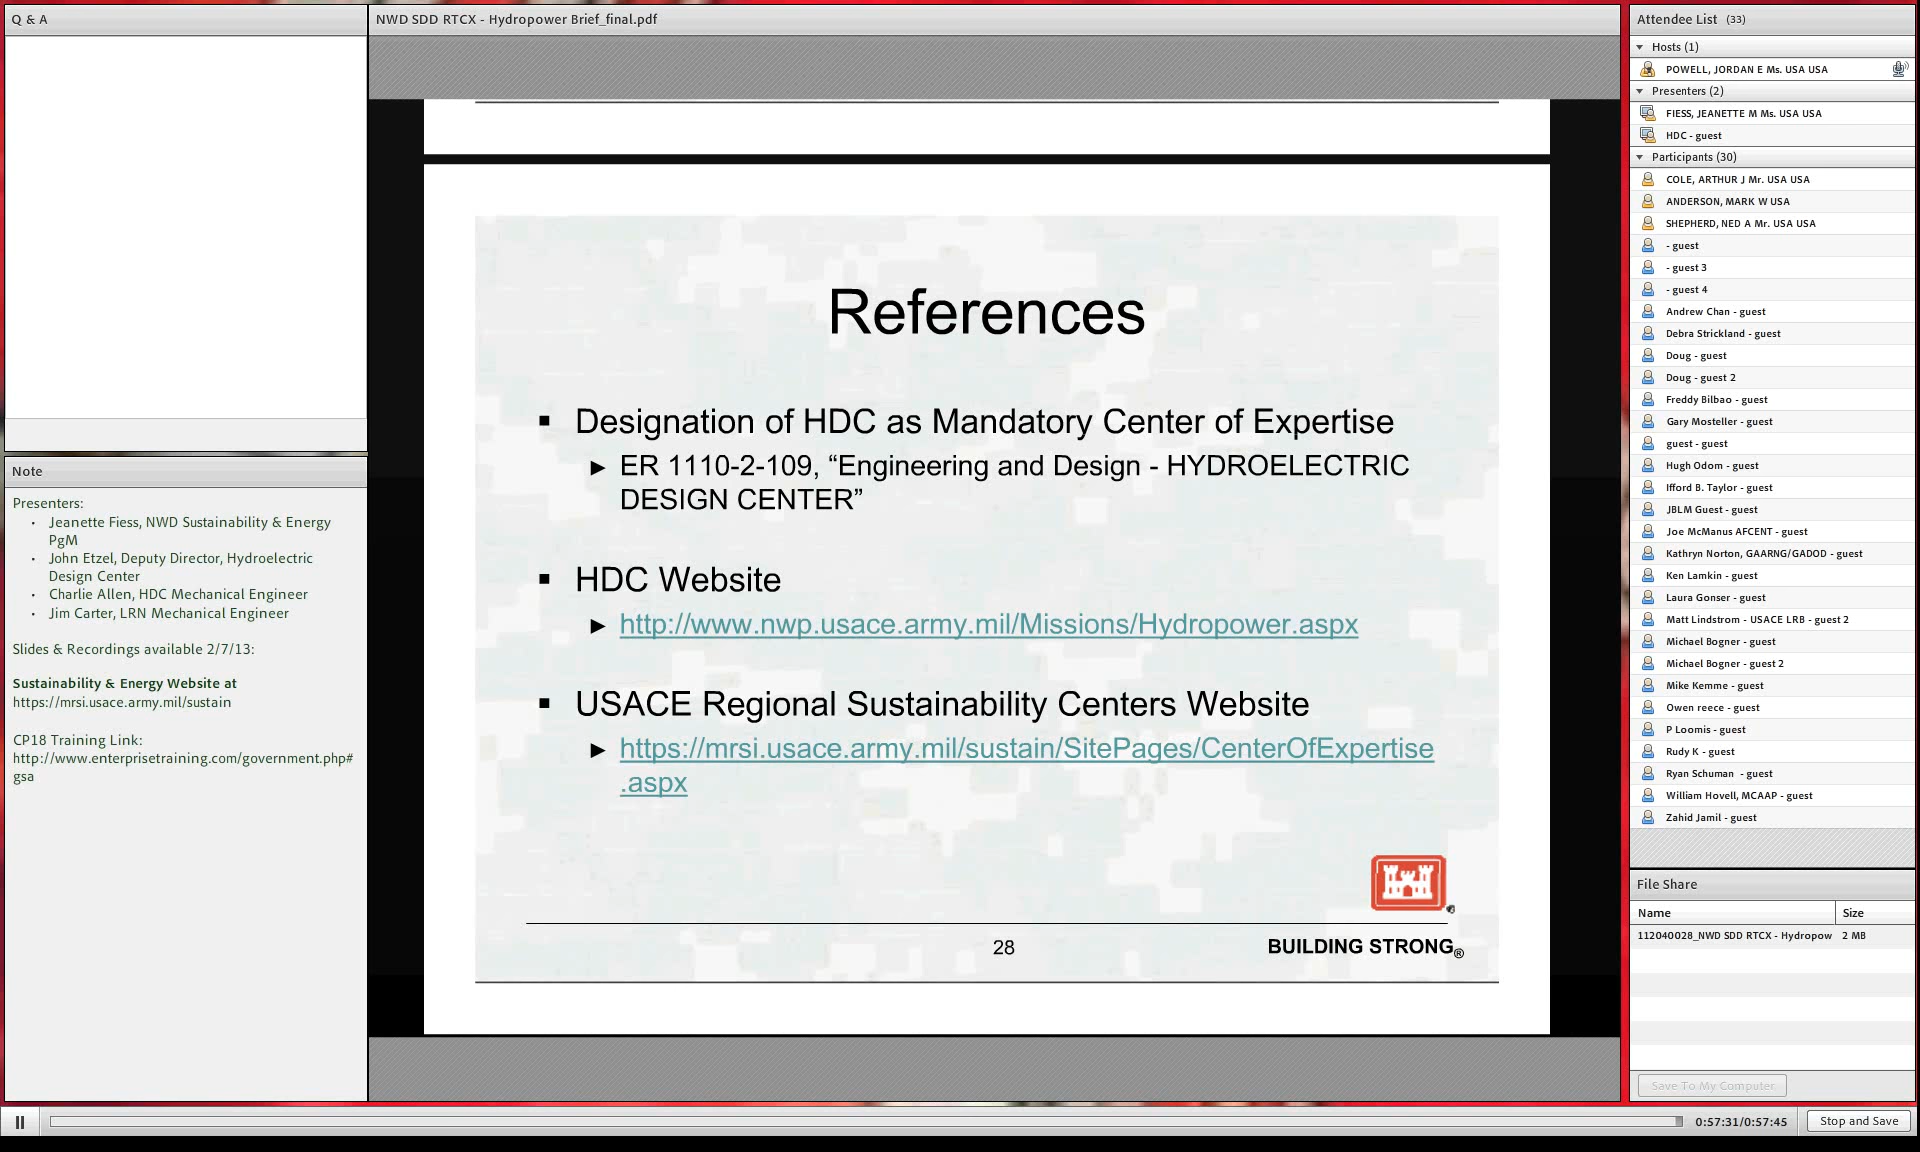 Q & A
NWD SDD RTCX - Hydropower Brief_final.pdf
References
Designation of HDC as Mandatory Center of Expertise
ER 1110-2-109, “Engineering and Design - HYDROELECTRIC
DESIGN CENTER”
HDC Website
http://www.nwp.usace.army.mil/Missions/Hydropower.aspx
USACE Regional Sustainability Centers Website
https://mrsi.usace.army.mil/sustain/SitePages/CenterOfExpertise
.aspx
28
BUILDING STRONG®
Note
Presenters:
Jeanette Fiess, NWD Sustainability & Energy
PgM
John Etzel, Deputy Director, Hydroelectric
Design Center
Charlie Allen, HDC Mechanical Engineer
Jim Carter, LRN Mechanical Engineer
Slides & Recordings available 2/7/13:
Sustainability & Energy Website at
https://mrsi.usace.army.mil/sustain
CP18 Training Link:
http://www.enterprisetraining.com/government.php#
gsa
Attendee List (33)
Hosts (1)
POWELL, JORDAN E Ms. USA USA
Presenters (2)
FIESS, JEANETTE M Ms. USA USA
HDC - guest
Participants (30)
COLE, ARTHUR J Mr. USA USA
ANDERSON, MARK W USA
SHEPHERD, NED A Mr. USA USA
- guest
- guest 3
- guest 4
Andrew Chan - guest
Debra Strickland - guest
Doug - guest
Doug - guest 2
Freddy Bilbao - guest
Gary Mosteller - guest
guest - guest
Hugh Odom - guest
Ifford B. Taylor - guest
JBLM Guest - guest
Joe McManus AFCENT - guest
Kathryn Norton, GAARNG/GADOD - guest
Ken Lamkin - guest
Laura Gonser - guest
Matt Lindstrom - USACE LRB - guest 2
Michael Bogner - guest
Michael Bogner - guest 2
Mike Kemme - guest
Owen reece - guest
P Loomis - guest
Rudy K - guest
Ryan Schuman - guest
William Hovell, MCAAP - guest
Zahid Jamil - guest
File Share
Name Size
112040028_NWD SDD RTCX - Hydropow 2 MB
Save To My Computer
0:57:31/0:57:45
Stop and Save